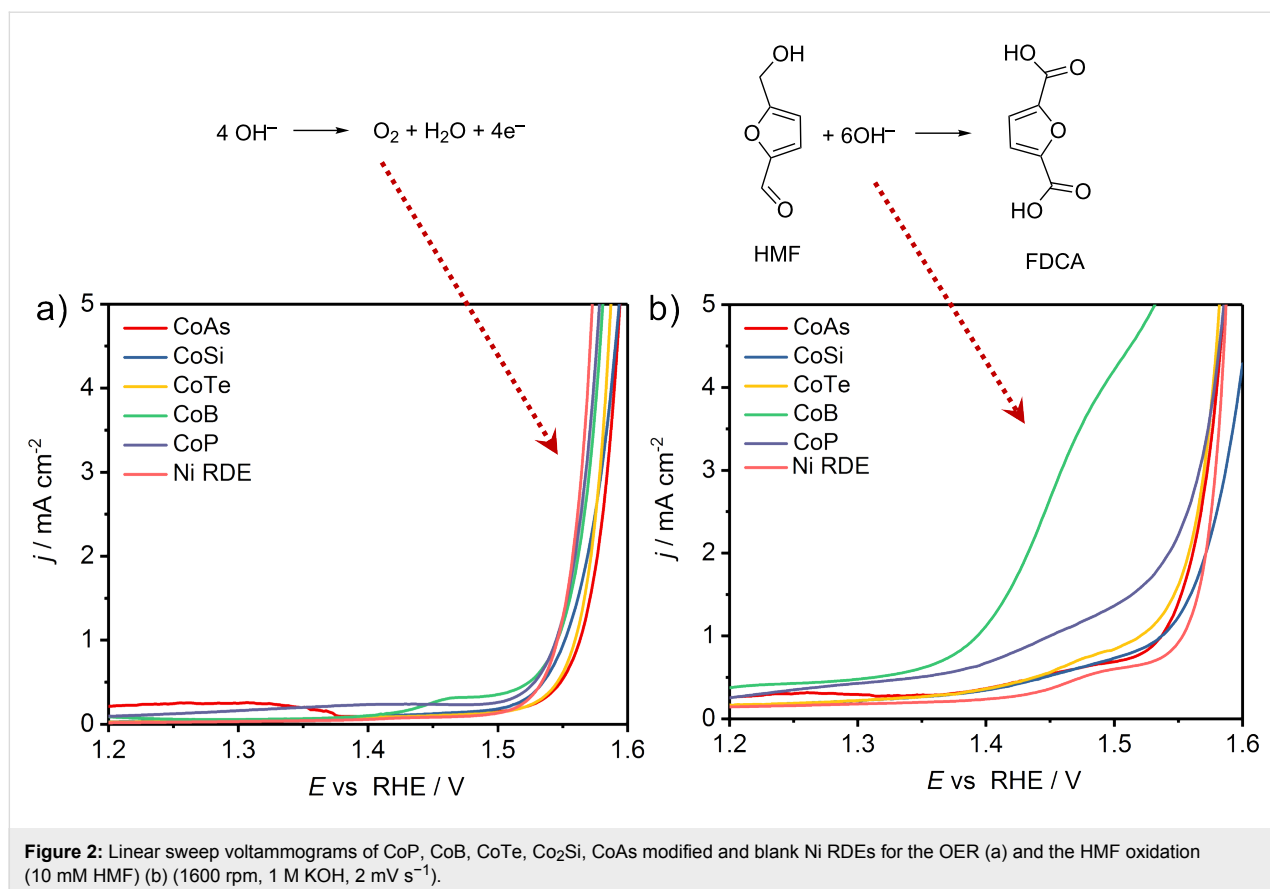 4 OH⁻ → O₂ + H₂O + 4e⁻
OH
O
+ 6OH⁻ →
O
HMF
HO
O
O
O
HO
FDCA
a)
5
4
3
2
1
0
j / mA cm⁻²
CoAs
CoSi
CoTe
CoB
CoP
Ni RDE
1.2 1.3 1.4 1.5 1.6
E vs RHE / V
b)
5
4
3
2
1
0
j / mA cm⁻²
CoAs
CoSi
CoTe
CoB
CoP
Ni RDE
1.2 1.3 1.4 1.5 1.6
E vs RHE / V
Figure 2: Linear sweep voltammograms of CoP, CoB, CoTe, Co₂Si, CoAs modified and blank Ni RDEs for the OER (a) and the HMF oxidation
(10 mM HMF) (b) (1600 rpm, 1 M KOH, 2 mV s⁻¹).